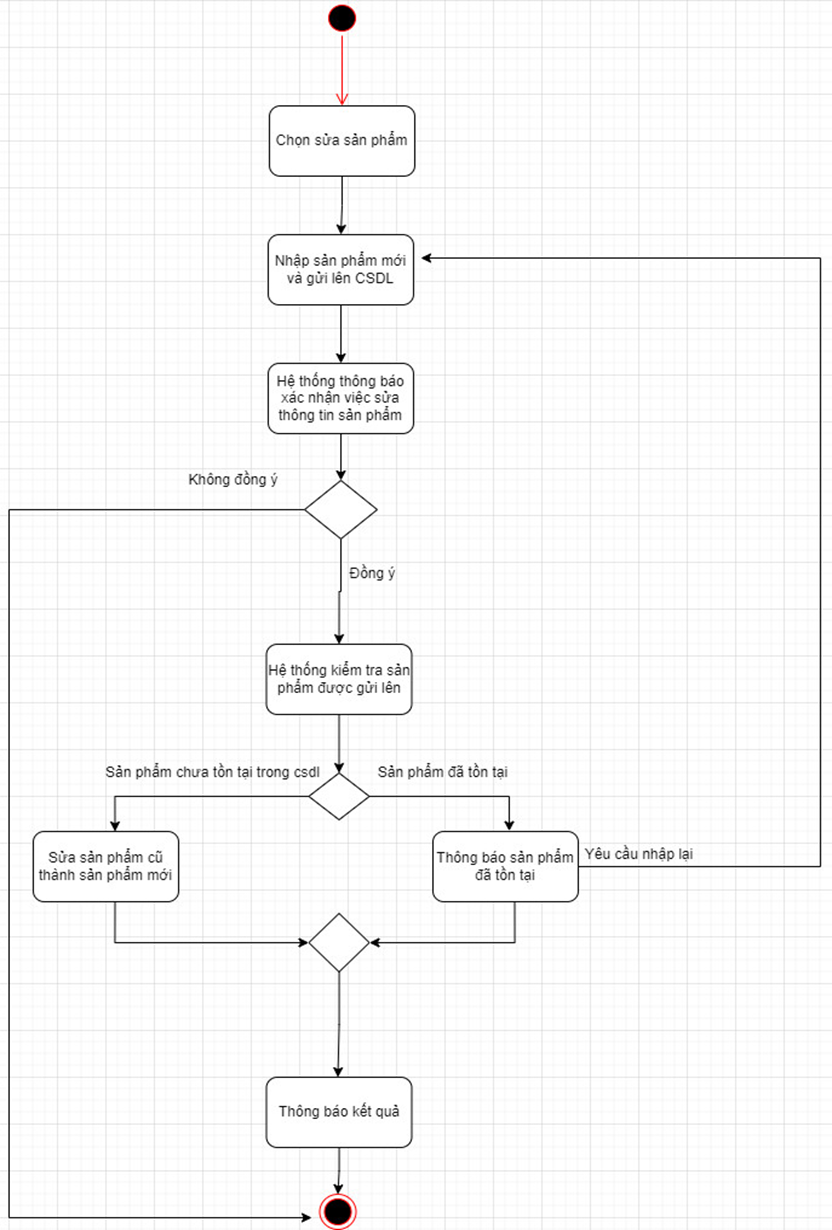 Chọn sửa sản phẩm
Nhập sản phẩm mới
và gửi lên CSDL
Hệ thống thông báo
xác nhận việc sửa
thông tin sản phẩm
Không đồng ý
Đồng ý
Hệ thống kiểm tra sản
phẩm được gửi lên
Sản phẩm chưa tồn tại trong csdl
Sản phẩm đã tồn tại
Sửa sản phẩm cũ
thành sản phẩm mới
Thông báo sản phẩm
đã tồn tại
Yêu cầu nhập lại
Thông báo kết quả